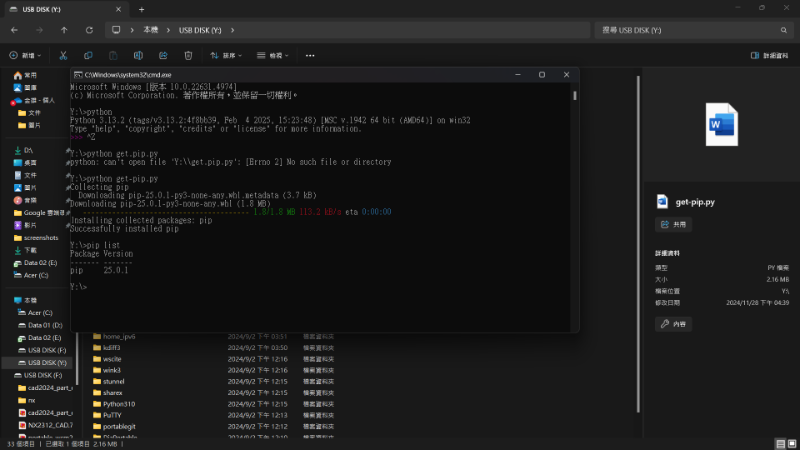 USB DISK (Y:)
本機 > USB DISK (Y:) >
搜尋 USB DISK (Y:)
新增
排序
檢視
詳細資料
常用
圖庫
文件
圖片
D:\
桌面
文件
圖片
音樂
影片
screenshots
下載
Data 02 (E:)
Acer (C:)
本機
Acer (C:)
Data 01 (D:)
Data 02 (E:)
USB DISK (F:)
USB DISK (Y:)
USB DISK (F:)
nx
C:\Windows\system32\cmd.exe
Microsoft Windows [版本 10.0.22631.4974]
(c) Microsoft Corporation. 著作權所有，並保留一切權利。
Y:\>python
Python 3.13.2 (tags/v3.13.2:4f8bb39, Feb  4 2025, 15:23:48) [MSC v.1942 64 bit (AMD64)] on win32
Type "help", "copyright", "credits" or "license" for more information.
>>> ^Z
Y:\>python get.pip.py
python: can't open file 'Y:\\get.pip.py': [Errno 2] No such file or directory
Y:\>python get-pip.py
Collecting pip
Downloading pip-25.0.1-py3-none-any.whl.metadata (3.7 kB)
Downloading pip-25.0.1-py3-none-any.whl (1.8 MB)
---------------------------------------- 1.8/1.8 MB 113.2 kB/s eta 0:00:00
Installing collected packages: pip
Successfully installed pip
Y:\>pip list
Package Version
------- -------
pip     25.0.1
Y:\>
home_ipv6 2024/9/2 下午 03:51 檔案資料夾
kdiff3 2024/9/2 下午 03:50 檔案資料夾
wscite 2024/9/2 下午 12:16 檔案資料夾
wink3 2024/9/2 下午 12:16 檔案資料夾
stunnel 2024/9/2 下午 12:15 檔案資料夾
sharex 2024/9/2 下午 12:15 檔案資料夾
Python310 2024/9/2 下午 12:15 檔案資料夾
PuTTY 2024/9/2 下午 12:13 檔案資料夾
portablegit 2024/9/2 下午 12:12 檔案資料夾
get-pip.py
共用
詳細資料
類型 PY 檔案
大小 2.16 MB
檔案位置 Y:\
修改日期 2024/11/28 下午 04:39
內容
33 個項目 | 已選取 1 個項目 2.16 MB |